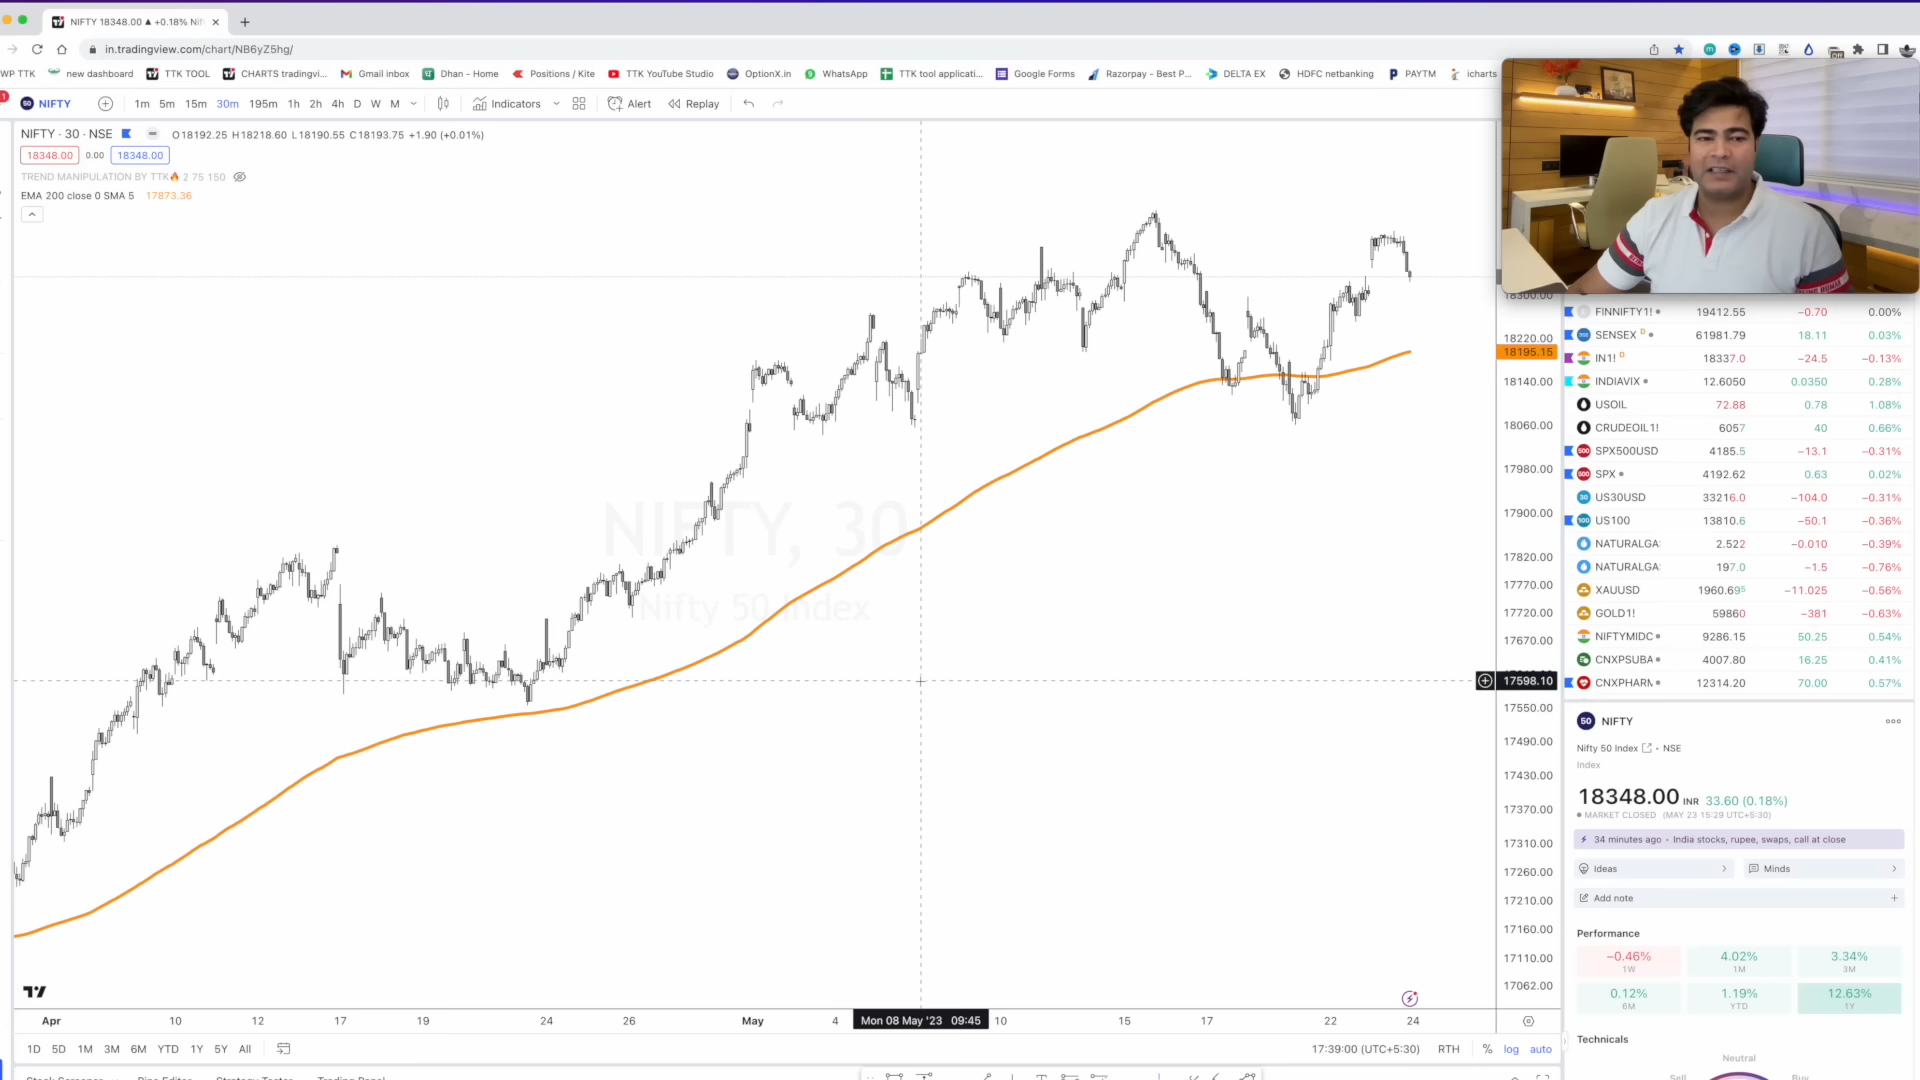 NIFTY 18348.00 ▲ +0.18%
in.tradingview.com/chart/NB6yZ5hg/
WP TTK new dashboard TTK TOOL CHARTS tradingvi... Gmail inbox Dhan - Home Positions / Kite TTK YouTube Studio OptionX.in WhatsApp TTK tool applicati... Google Forms Razorpay - Best P... DELTA EX HDFC netbanking PAYTM icharts
NIFTY 1m 5m 15m 30m 195m 1h 2h 4h D W M Indicators Alert Replay
NIFTY · 30 · NSE O18192.25 H18218.60 L18190.55 C18193.75 +1.90 (+0.01%)
18348.00 0.00 18348.00
TREND MANIPULATION BY TTK🔥 2 75 150
EMA 200 close 0 SMA 5 17873.36
NIFTY, 30
Nifty 50 Index
18300.00
18220.00
18195.15
18140.00
18060.00
17980.00
17900.00
17820.00
17770.00
17720.00
17670.00
17598.10
17550.00
17490.00
17430.00
17370.00
17310.00
17260.00
17210.00
17160.00
17110.00
17062.00
Apr 10 12 17 19 24 26 May 4 Mon 08 May '23 09:45 10 15 17 22 24
1D 5D 1M 3M 6M YTD 1Y 5Y All 17:39:00 (UTC+5:30) RTH % log auto
FINNIFTY1! 19412.55 −0.70 0.00%
SENSEX D 61981.79 18.11 0.03%
IN1! D 18337.0 −24.5 −0.13%
INDIAVIX 12.6050 0.0350 0.28%
USOIL 72.88 0.78 1.08%
CRUDEOIL1! 6057 40 0.66%
SPX500USD 4185.5 −13.1 −0.31%
SPX 4192.62 0.63 0.02%
US30USD 33216.0 −104.0 −0.31%
US100 13810.6 −50.1 −0.36%
NATURALGA 2.522 −0.010 −0.39%
NATURALGA 197.0 −1.5 −0.76%
XAUUSD 1960.695 −11.025 −0.56%
GOLD1! 59860 −381 −0.63%
NIFTYMIDC 9286.15 50.25 0.54%
CNXPSUBA 4007.80 16.25 0.41%
CNXPHARM 12314.20 70.00 0.57%
50 NIFTY
Nifty 50 Index • NSE
Index
18348.00 INR 33.60 (0.18%)
MARKET CLOSED (MAY 23 15:29 UTC+5:30)
34 minutes ago • India stocks, rupee, swaps, call at close
Ideas Minds
Add note
Performance
−0.46% 4.02% 3.34%
1W 1M 3M
0.12% 1.19% 12.63%
6M YTD 1Y
Technicals
Neutral
Sell Buy